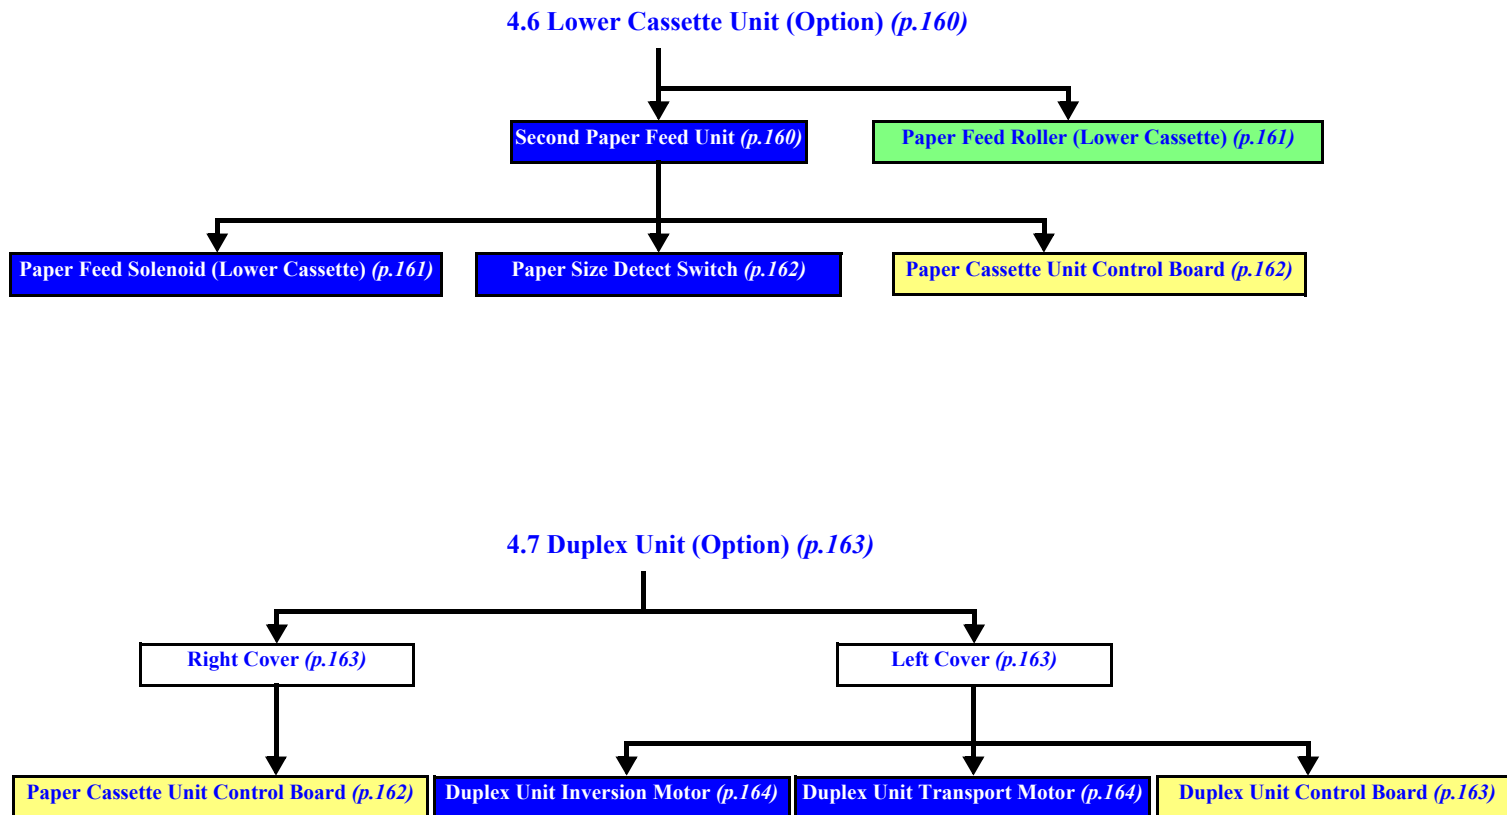 4.6 Lower Cassette Unit (Option) (p.160)
Second Paper Feed Unit (p.160)
Paper Feed Roller (Lower Cassette) (p.161)
Paper Feed Solenoid (Lower Cassette) (p.161)
Paper Size Detect Switch (p.162)
Paper Cassette Unit Control Board (p.162)
4.7 Duplex Unit (Option) (p.163)
Right Cover (p.163)
Left Cover (p.163)
Paper Cassette Unit Control Board (p.162)
Duplex Unit Inversion Motor (p.164)
Duplex Unit Transport Motor (p.164)
Duplex Unit Control Board (p.163)